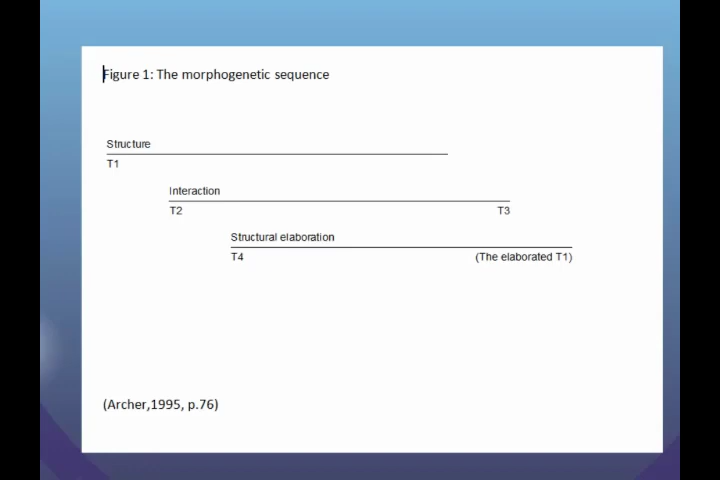 Figure 1: The morphogenetic sequence
Structure
T1
Interaction
T2 T3
Structural elaboration
T4 (The elaborated T1)
(Archer,1995, p.76)